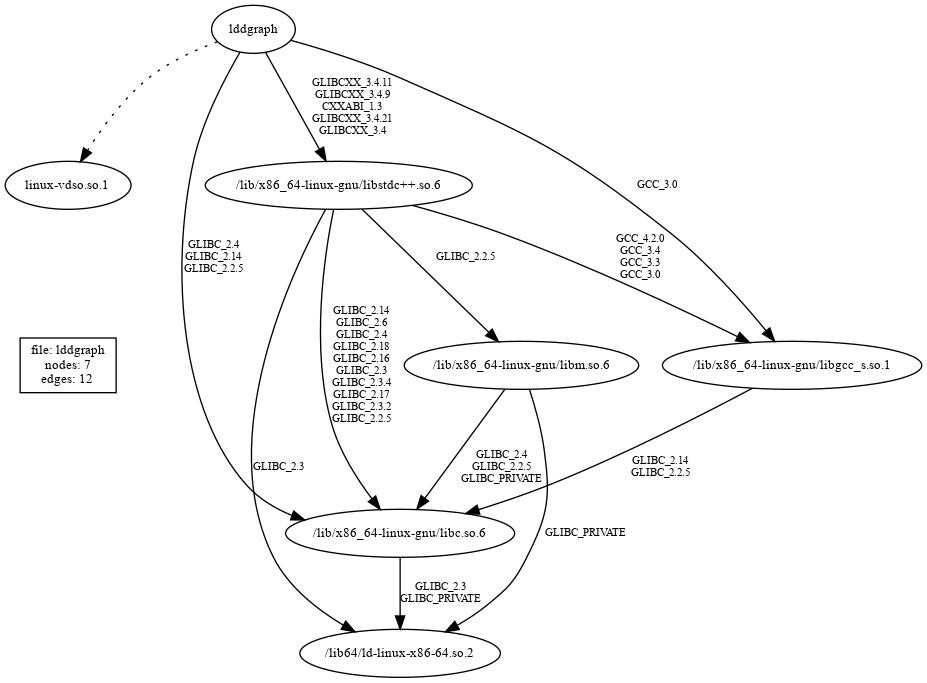 lddgraph
GLIBCXX_3.4.11
GLIBCXX_3.4.9
CXXABI_1.3
GLIBCXX_3.4.21
GLIBCXX_3.4
linux-vdso.so.1
/lib/x86_64-linux-gnu/libstdc++.so.6
GCC_3.0
GLIBC_2.4
GLIBC_2.14
GLIBC_2.2.5
GLIBC_2.2.5
GCC_4.2.0
GCC_3.4
GCC_3.3
GCC_3.0
GLIBC_2.14
GLIBC_2.6
GLIBC_2.4
GLIBC_2.18
GLIBC_2.16
GLIBC_2.3
GLIBC_2.3.4
GLIBC_2.17
GLIBC_2.3.2
GLIBC_2.2.5
file: lddgraph
nodes: 7
edges: 12
/lib/x86_64-linux-gnu/libm.so.6
/lib/x86_64-linux-gnu/libgcc_s.so.1
GLIBC_2.3
GLIBC_2.4
GLIBC_2.2.5
GLIBC_PRIVATE
GLIBC_2.14
GLIBC_2.2.5
/lib/x86_64-linux-gnu/libc.so.6
GLIBC_PRIVATE
GLIBC_2.3
GLIBC_PRIVATE
/lib64/ld-linux-x86-64.so.2